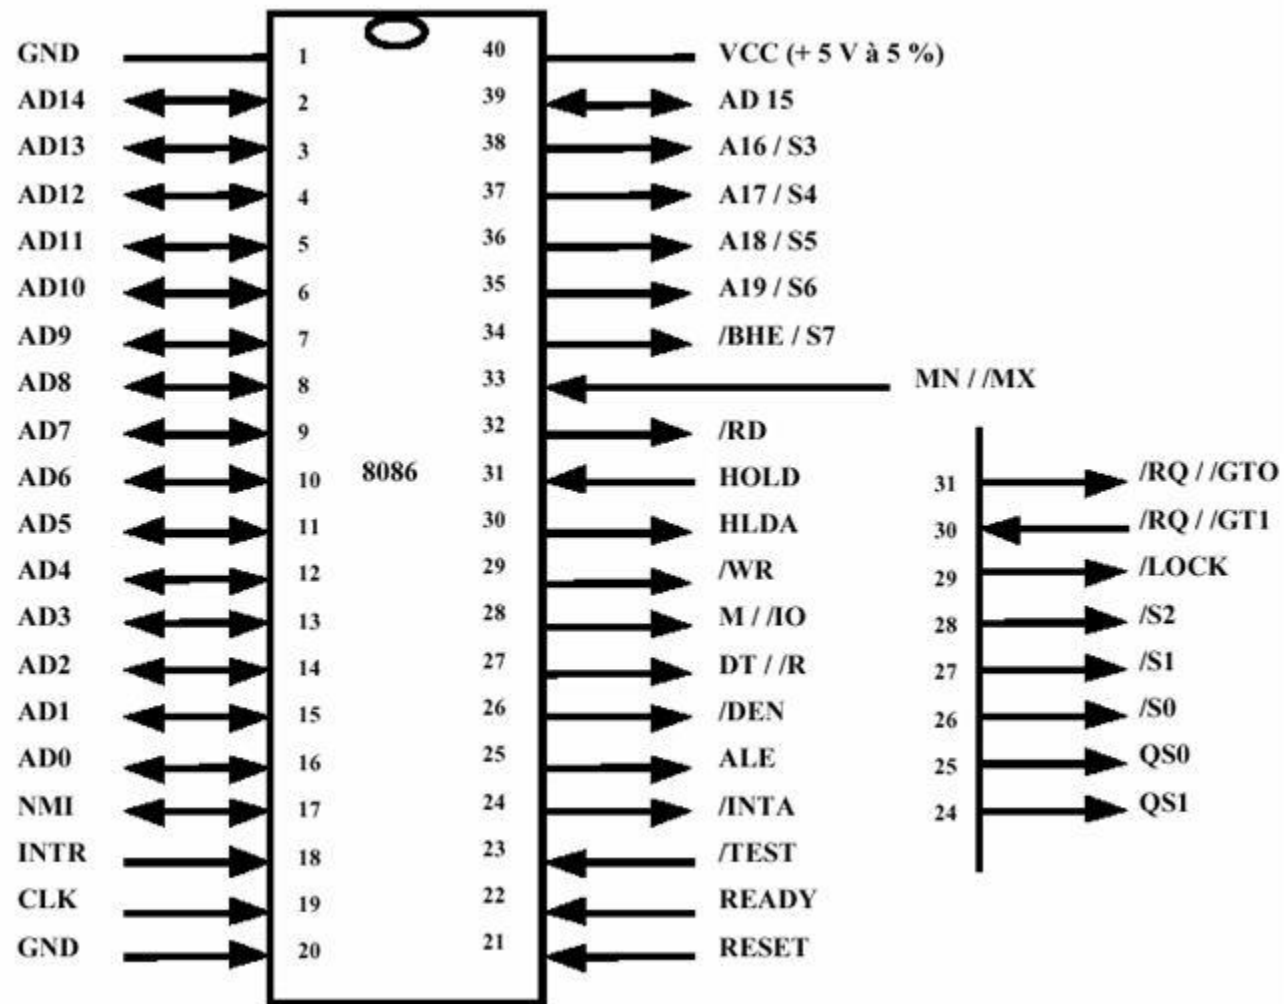 GND 1 40 VCC (+ 5 V à 5 %)
AD14 2 39 AD 15
AD13 3 38 A16 / S3
AD12 4 37 A17 / S4
AD11 5 36 A18 / S5
AD10 6 35 A19 / S6
AD9 7 34 /BHE / S7
AD8 8 33 MN / /MX
AD7 9 32 /RD
AD6 10 8086 31 HOLD 31 /RQ / /GTO
AD5 11 30 HLDA 30 /RQ / /GT1
AD4 12 29 /WR 29 /LOCK
AD3 13 28 M / /IO 28 /S2
AD2 14 27 DT / /R 27 /S1
AD1 15 26 /DEN 26 /S0
AD0 16 25 ALE 25 QS0
NMI 17 24 /INTA 24 QS1
INTR 18 23 /TEST
CLK 19 22 READY
GND 20 21 RESET